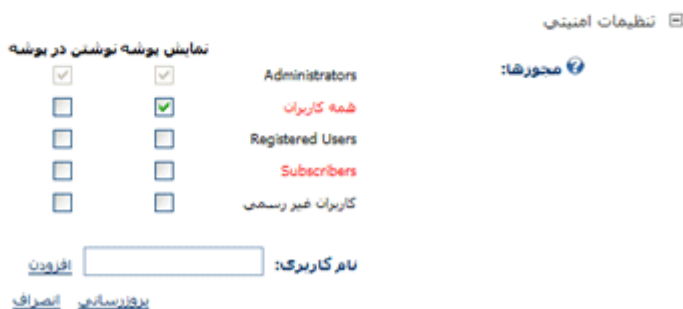 تنظیمات امنیتی
نمایش پوشه نوشتن در پوشه
مجوزها:
Administrators
همه کاربران
Registered Users
Subscribers
کاربران غیر رسمی
نام کاربری: افزودن
بروزرسانی انصراف